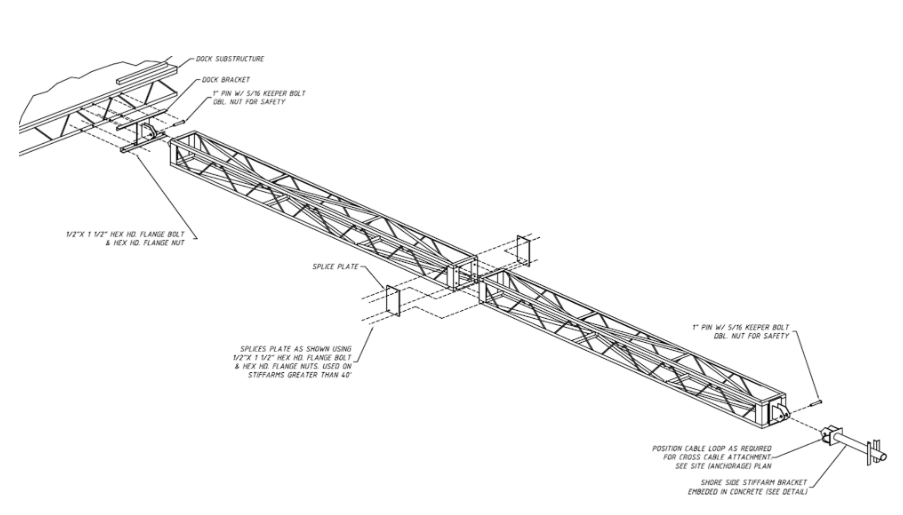 DOCK SUBSTRUCTURE
DOCK BRACKET
1" PIN W/ 5/16 KEEPER BOLT
DBL. NUT FOR SAFETY
1/2"X 1 1/2" HEX HD. FLANGE BOLT
& HEX HD. FLANGE NUT
SPLICE PLATE
SPLICES PLATE AS SHOWN USING
1/2"X 1 1/2" HEX HD. FLANGE BOLT
& HEX HD. FLANGE NUTS. USED ON
STIFFARMS GREATER THAN 40'
1" PIN W/ 5/16 KEEPER BOLT
DBL. NUT FOR SAFETY
POSITION CABLE LOOP AS REQUIRED
FOR CROSS CABLE ATTACHMENT.
SEE SITE (ANCHORAGE) PLAN
SHORE SIDE STIFFARM BRACKET
EMBEDED IN CONCRETE (SEE DETAIL)